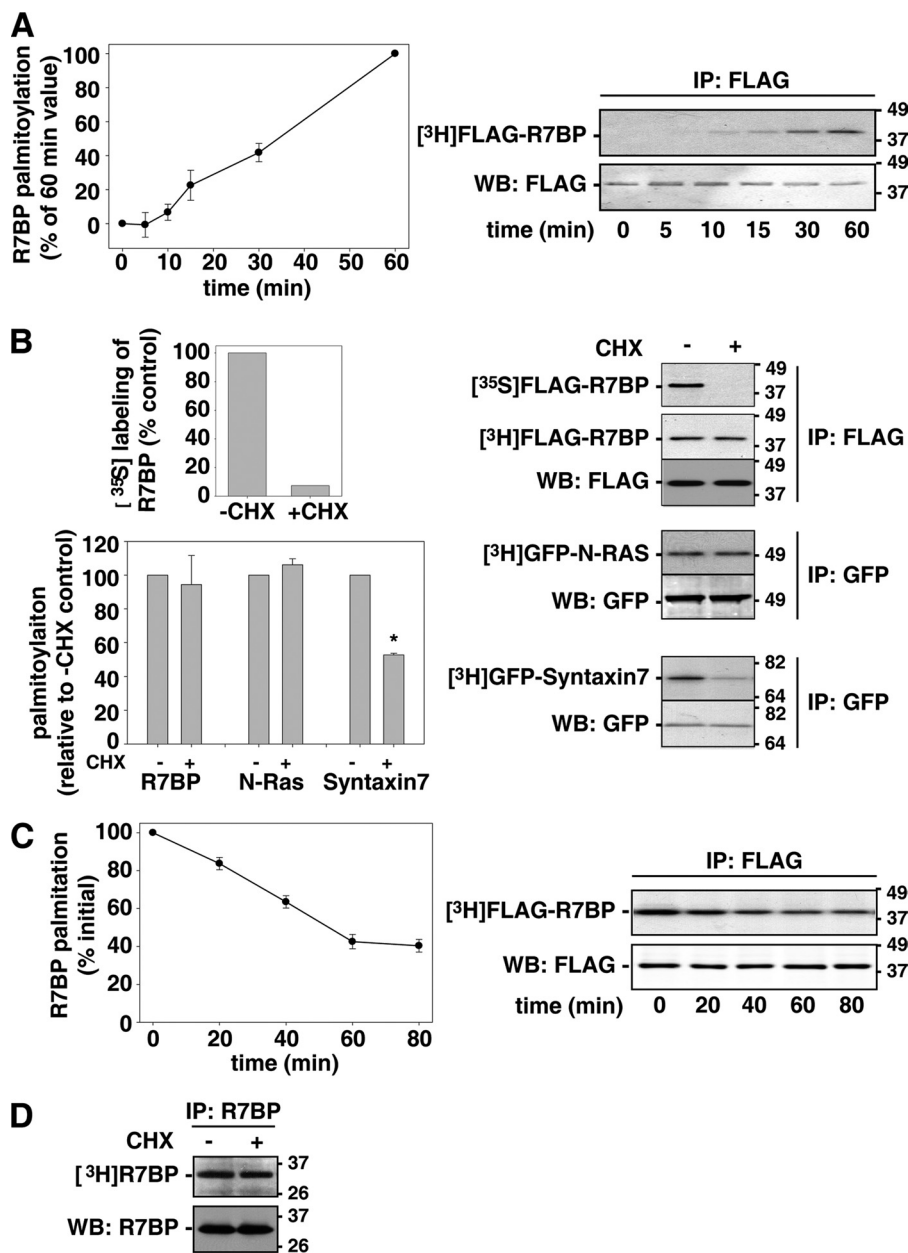 A
R7BP palmitoylation
(% of 60 min value)
100
80
60
40
20
0
0 10 20 30 40 50 60
time (min)
IP: FLAG
[³H]FLAG-R7BP
49
37
WB: FLAG
49
37
time (min) 0 5 10 15 30 60
B
[³⁵S] labeling of
R7BP (% control)
100
80
60
40
20
0
-CHX +CHX
palmitoylaiton
(relative to -CHX control)
120
100
80
60
40
20
0
*
CHX - + - + - +
R7BP N-Ras Syntaxin7
CHX - +
[³⁵S]FLAG-R7BP
49
37
[³H]FLAG-R7BP
49
37
IP: FLAG
WB: FLAG
49
37
[³H]GFP-N-RAS
49
IP: GFP
WB: GFP
49
[³H]GFP-Syntaxin7
82
64
IP: GFP
WB: GFP
82
64
C
R7BP palmitation
(% initial)
100
80
60
40
20
0
0 20 40 60 80
time (min)
IP: FLAG
[³H]FLAG-R7BP -
49
37
WB: FLAG -
49
37
time (min) 0 20 40 60 80
D
IP: R7BP
CHX - +
[³H]R7BP -
37
26
WB: R7BP -
37
26